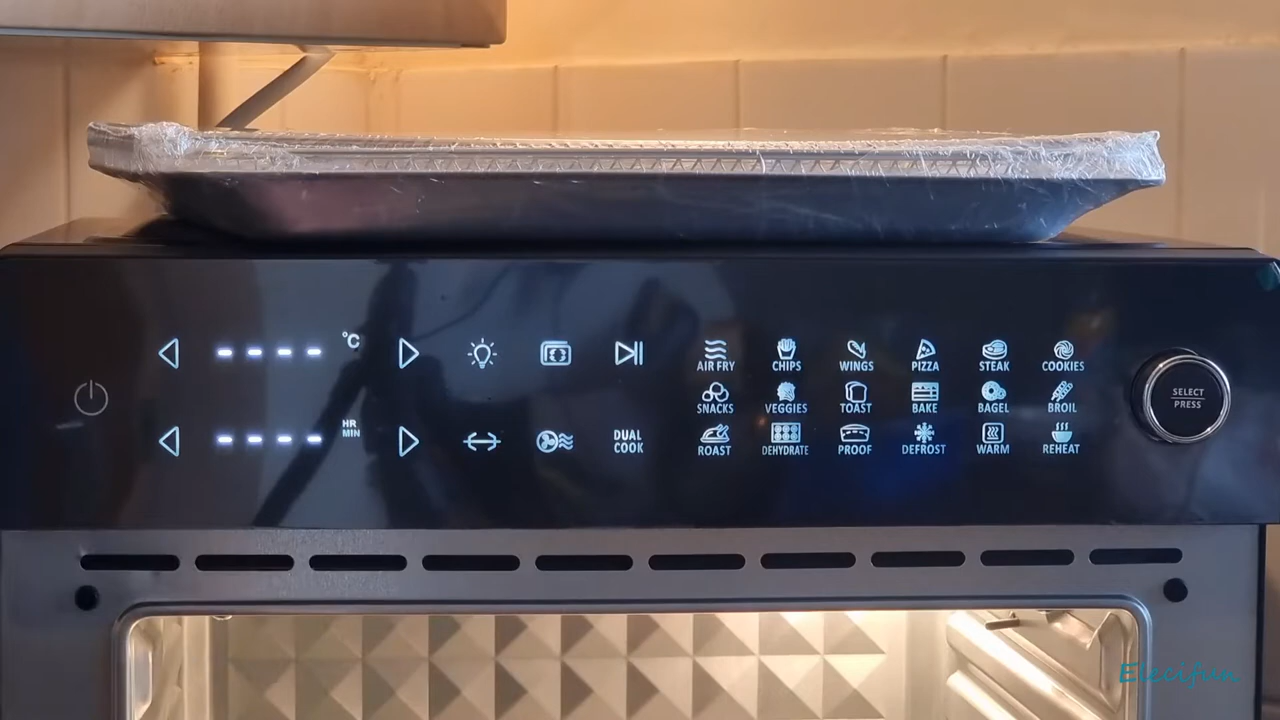 ---- °C
---- HR
MIN
DUAL
COOK
AIR FRY CHIPS WINGS PIZZA STEAK COOKIES
SNACKS VEGGIES TOAST BAKE BAGEL BROIL
ROAST DEHYDRATE PROOF DEFROST WARM REHEAT
SELECT
PRESS
Elecifun